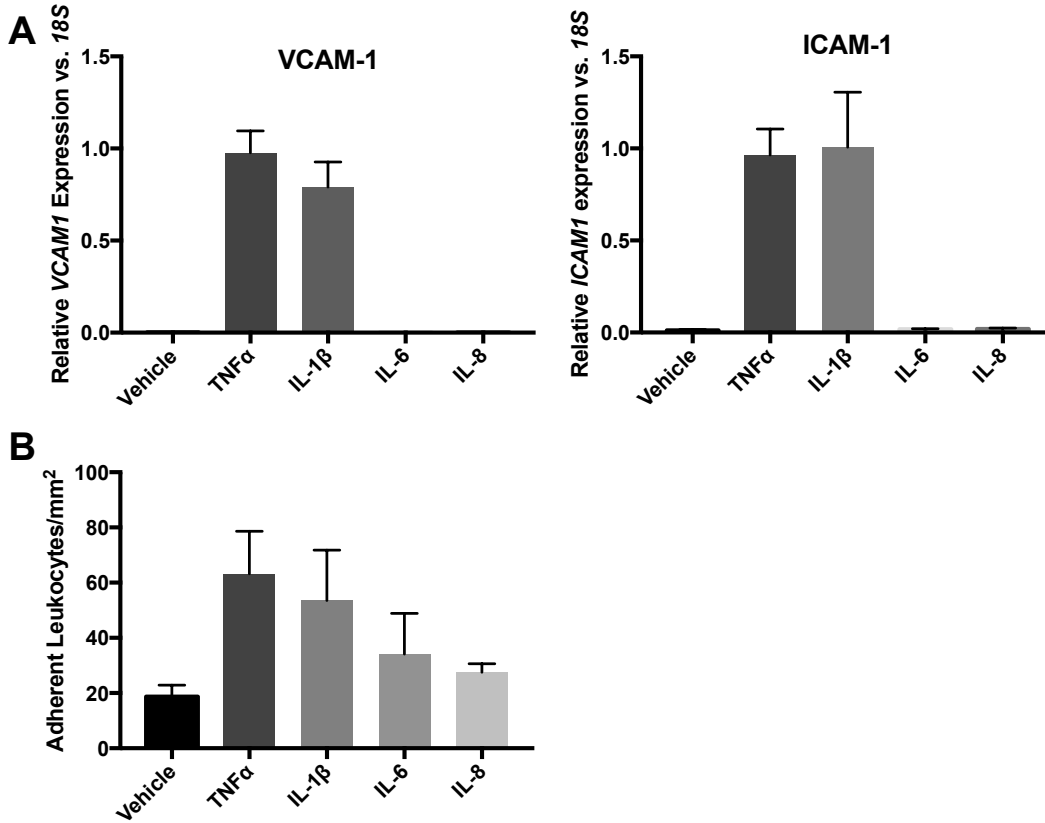 A
Relative VCAM1 Expression vs. 18S
VCAM-1
1.5
1.0
0.5
0.0
Vehicle
TNFα
IL-1β
IL-6
IL-8
Relative ICAM1 expression vs. 18S
ICAM-1
1.5
1.0
0.5
0.0
Vehicle
TNFα
IL-1β
IL-6
IL-8
B
Adherent Leukocytes/mm²
100
80
60
40
20
0
Vehicle
TNFα
IL-1β
IL-6
IL-8